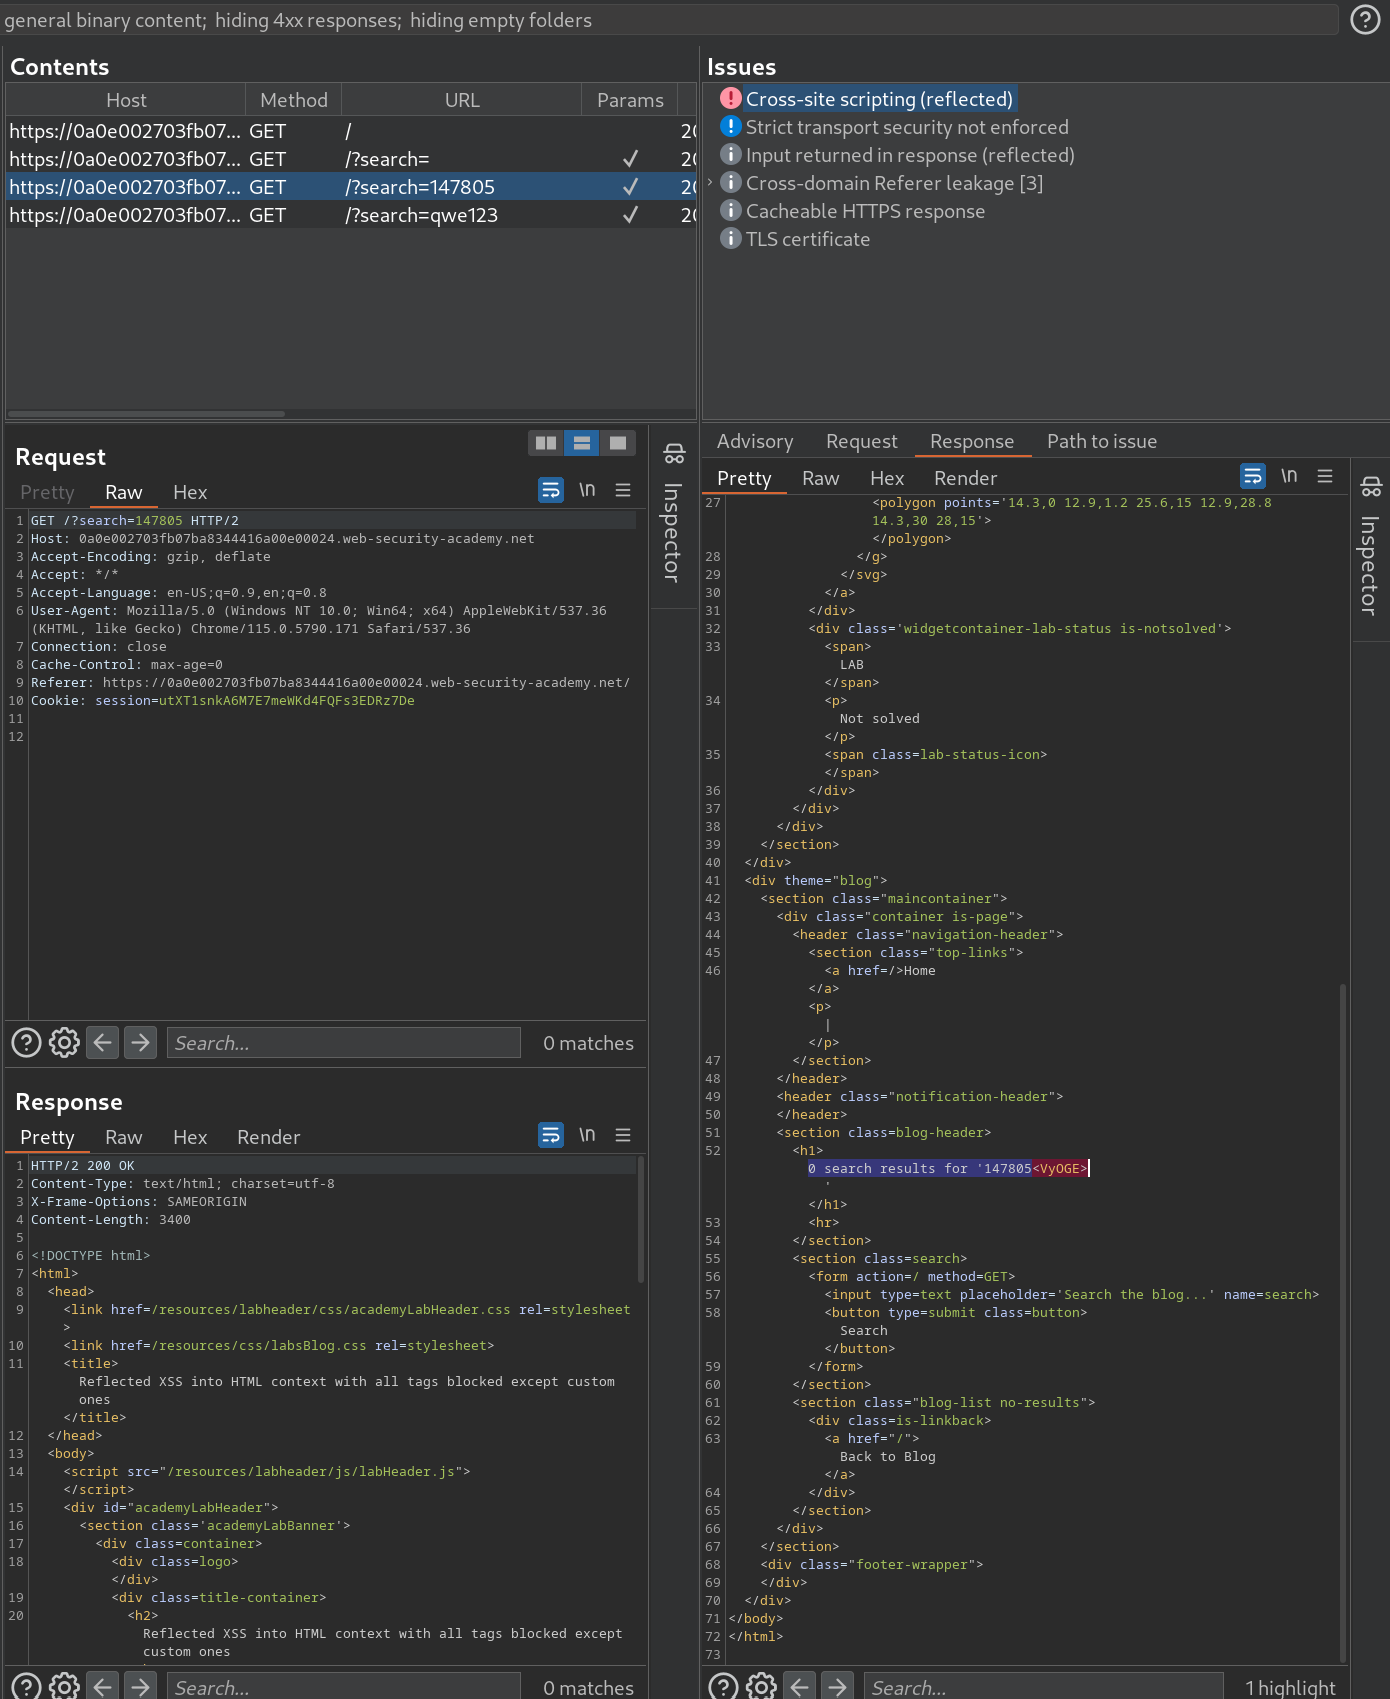 general binary content;  hiding 4xx responses;  hiding empty folders
Contents
Host Method URL Params
https://0a0e002703fb07... GET / 20
https://0a0e002703fb07... GET /?search= ✓ 20
https://0a0e002703fb07... GET /?search=147805 ✓ 20
https://0a0e002703fb07... GET /?search=qwe123 ✓ 20
Issues
Cross-site scripting (reflected)
Strict transport security not enforced
Input returned in response (reflected)
Cross-domain Referer leakage [3]
Cacheable HTTPS response
TLS certificate
Request
Pretty Raw Hex \n
1 GET /?search=147805 HTTP/2
2 Host: 0a0e002703fb07ba8344416a00e00024.web-security-academy.net
3 Accept-Encoding: gzip, deflate
4 Accept: */*
5 Accept-Language: en-US;q=0.9,en;q=0.8
6 User-Agent: Mozilla/5.0 (Windows NT 10.0; Win64; x64) AppleWebKit/537.36
(KHTML, like Gecko) Chrome/115.0.5790.171 Safari/537.36
7 Connection: close
8 Cache-Control: max-age=0
9 Referer: https://0a0e002703fb07ba8344416a00e00024.web-security-academy.net/
10 Cookie: session=utXT1snkA6M7E7meWKd4FQFs3EDRz7De
11
12
Search... 0 matches
Inspector
Response
Pretty Raw Hex Render \n
1 HTTP/2 200 OK
2 Content-Type: text/html; charset=utf-8
3 X-Frame-Options: SAMEORIGIN
4 Content-Length: 3400
5
6 <!DOCTYPE html>
7 <html>
8 <head>
9 <link href=/resources/labheader/css/academyLabHeader.css rel=stylesheet
>
10 <link href=/resources/css/labsBlog.css rel=stylesheet>
11 <title>
Reflected XSS into HTML context with all tags blocked except custom
ones
</title>
12 </head>
13 <body>
14 <script src="/resources/labheader/js/labHeader.js">
</script>
15 <div id="academyLabHeader">
16 <section class='academyLabBanner'>
17 <div class=container>
18 <div class=logo>
</div>
19 <div class=title-container>
20 <h2>
Reflected XSS into HTML context with all tags blocked except
custom ones
Search... 0 matches
Advisory Request Response Path to issue
Pretty Raw Hex Render \n
27 <polygon points='14.3,0 12.9,1.2 25.6,15 12.9,28.8
14.3,30 28,15'>
</polygon>
28 </g>
29 </svg>
30 </a>
31 </div>
32 <div class='widgetcontainer-lab-status is-notsolved'>
33 <span>
LAB
</span>
34 <p>
Not solved
</p>
35 <span class=lab-status-icon>
</span>
36 </div>
37 </div>
38 </div>
39 </section>
40 </div>
41 <div theme="blog">
42 <section class="maincontainer">
43 <div class="container is-page">
44 <header class="navigation-header">
45 <section class="top-links">
46 <a href=/>Home
</a>
<p>
|
</p>
47 </section>
48 </header>
49 <header class="notification-header">
50 </header>
51 <section class=blog-header>
52 <h1>
0 search results for '147805<VyOGE>
'
</h1>
53 <hr>
54 </section>
55 <section class=search>
56 <form action=/ method=GET>
57 <input type=text placeholder='Search the blog...' name=search>
58 <button type=submit class=button>
Search
</button>
59 </form>
60 </section>
61 <section class="blog-list no-results">
62 <div class=is-linkback>
63 <a href="/">
Back to Blog
</a>
64 </div>
65 </section>
66 </div>
67 </section>
68 <div class="footer-wrapper">
69 </div>
70 </div>
71 </body>
72 </html>
73
Search... 1 highlight
Inspector